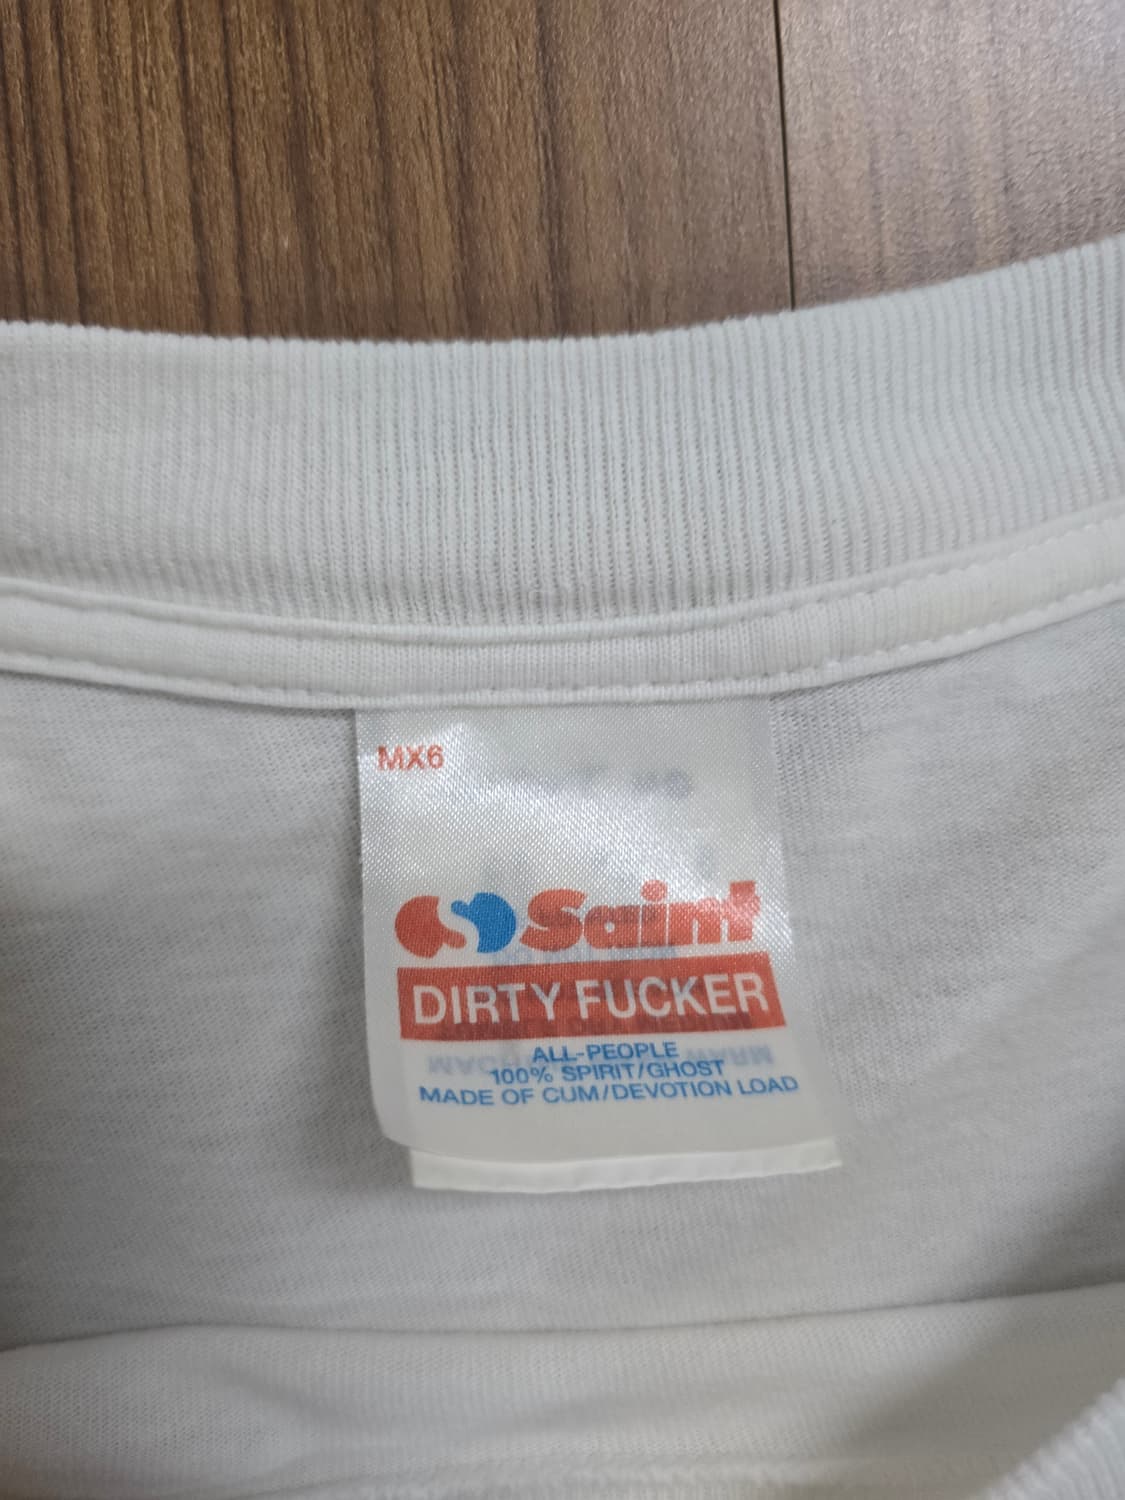 MX6
Saint
DIRTY FUCKER
ALL-PEOPLE
100% SPIRIT/GHOST
MADE OF CUM/DEVOTION LOAD